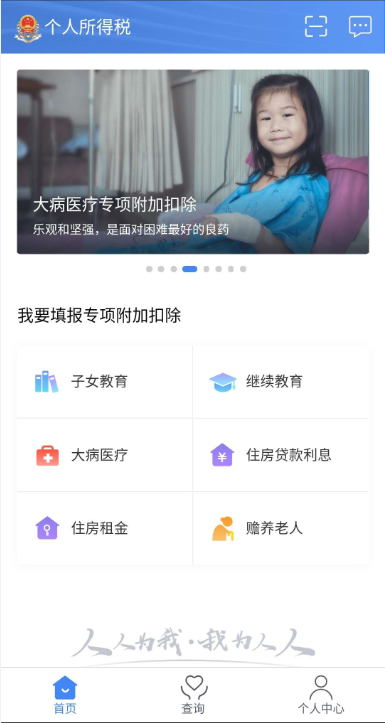 个人所得税
大病医疗专项附加扣除
乐观和坚强，是面对困难最好的良药
我要填报专项附加扣除
子女教育
继续教育
大病医疗
住房贷款利息
住房租金
赡养老人
人人为我·我为人人
首页
查询
个人中心